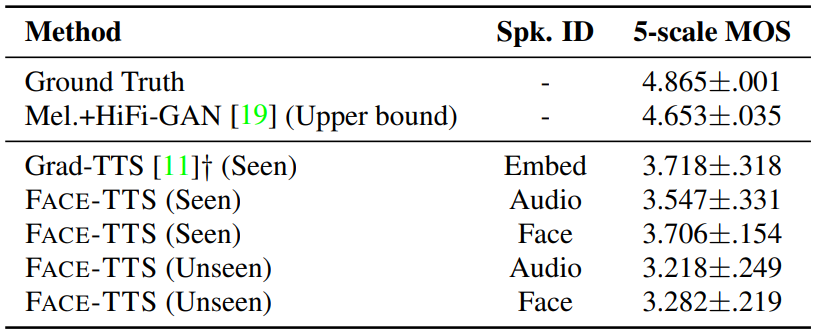 Method Spk. ID 5-scale MOS
Ground Truth - 4.865±.001
Mel.+HiFi-GAN [19] (Upper bound) - 4.653±.035
Grad-TTS [11]† (Seen) Embed 3.718±.318
FACE-TTS (Seen) Audio 3.547±.331
FACE-TTS (Seen) Face 3.706±.154
FACE-TTS (Unseen) Audio 3.218±.249
FACE-TTS (Unseen) Face 3.282±.219